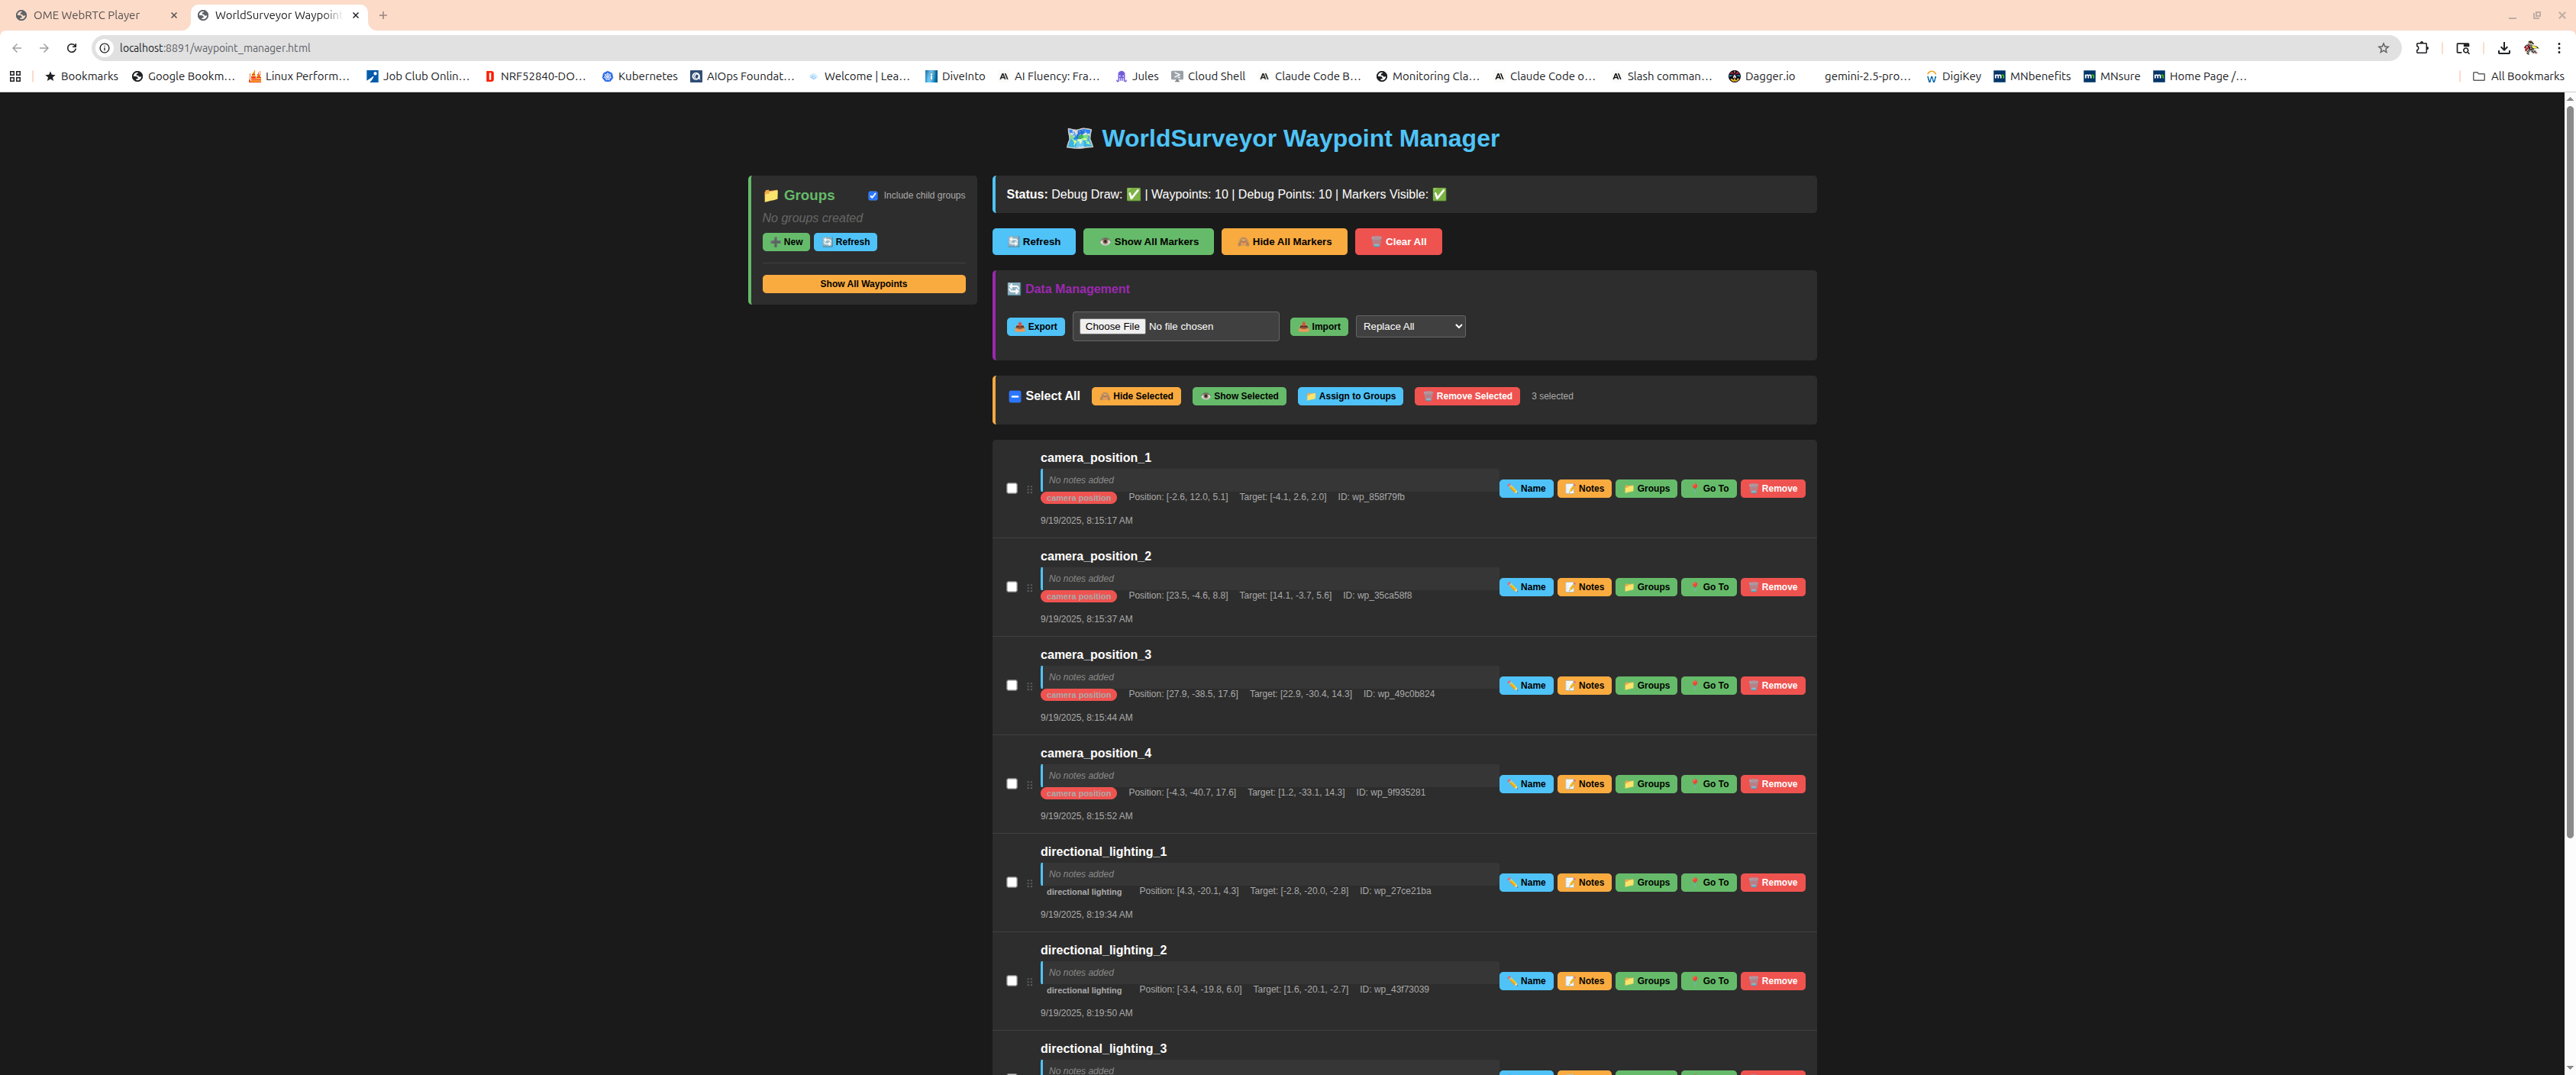 OME WebRTC Player
WorldSurveyor Waypoin
localhost:8891/waypoint_manager.html
Bookmarks Google Bookm... Linux Perform... Job Club Onlin... NRF52840-DO... Kubernetes AIOps Foundat... Welcome | Lea... DiveInto AI Fluency: Fra... Jules Cloud Shell Claude Code B... Monitoring Cla... Claude Code o... Slash comman... Dagger.io gemini-2.5-pro... DigiKey MNbenefits MNsure Home Page /... All Bookmarks
WorldSurveyor Waypoint Manager
Groups Include child groups
No groups created
New Refresh
Show All Waypoints
Status: Debug Draw: ✅ | Waypoints: 10 | Debug Points: 10 | Markers Visible: ✅
Refresh Show All Markers Hide All Markers Clear All
Data Management
Export Choose File No file chosen Import Replace All
Select All Hide Selected Show Selected Assign to Groups Remove Selected 3 selected
camera_position_1
No notes added
camera position Position: [-2.6, 12.0, 5.1] Target: [-4.1, 2.6, 2.0] ID: wp_858f79fb
Name Notes Groups Go To Remove
9/19/2025, 8:15:17 AM
camera_position_2
No notes added
camera position Position: [23.5, -4.6, 8.8] Target: [14.1, -3.7, 5.6] ID: wp_35ca58f8
Name Notes Groups Go To Remove
9/19/2025, 8:15:37 AM
camera_position_3
No notes added
camera position Position: [27.9, -38.5, 17.6] Target: [22.9, -30.4, 14.3] ID: wp_49c0b824
Name Notes Groups Go To Remove
9/19/2025, 8:15:44 AM
camera_position_4
No notes added
camera position Position: [-4.3, -40.7, 17.6] Target: [1.2, -33.1, 14.3] ID: wp_9f935281
Name Notes Groups Go To Remove
9/19/2025, 8:15:52 AM
directional_lighting_1
No notes added
directional lighting Position: [4.3, -20.1, 4.3] Target: [-2.8, -20.0, -2.8] ID: wp_27ce21ba
Name Notes Groups Go To Remove
9/19/2025, 8:19:34 AM
directional_lighting_2
No notes added
directional lighting Position: [-3.4, -19.8, 6.0] Target: [1.6, -20.1, -2.7] ID: wp_43f73039
Name Notes Groups Go To Remove
9/19/2025, 8:19:50 AM
directional_lighting_3
No notes added